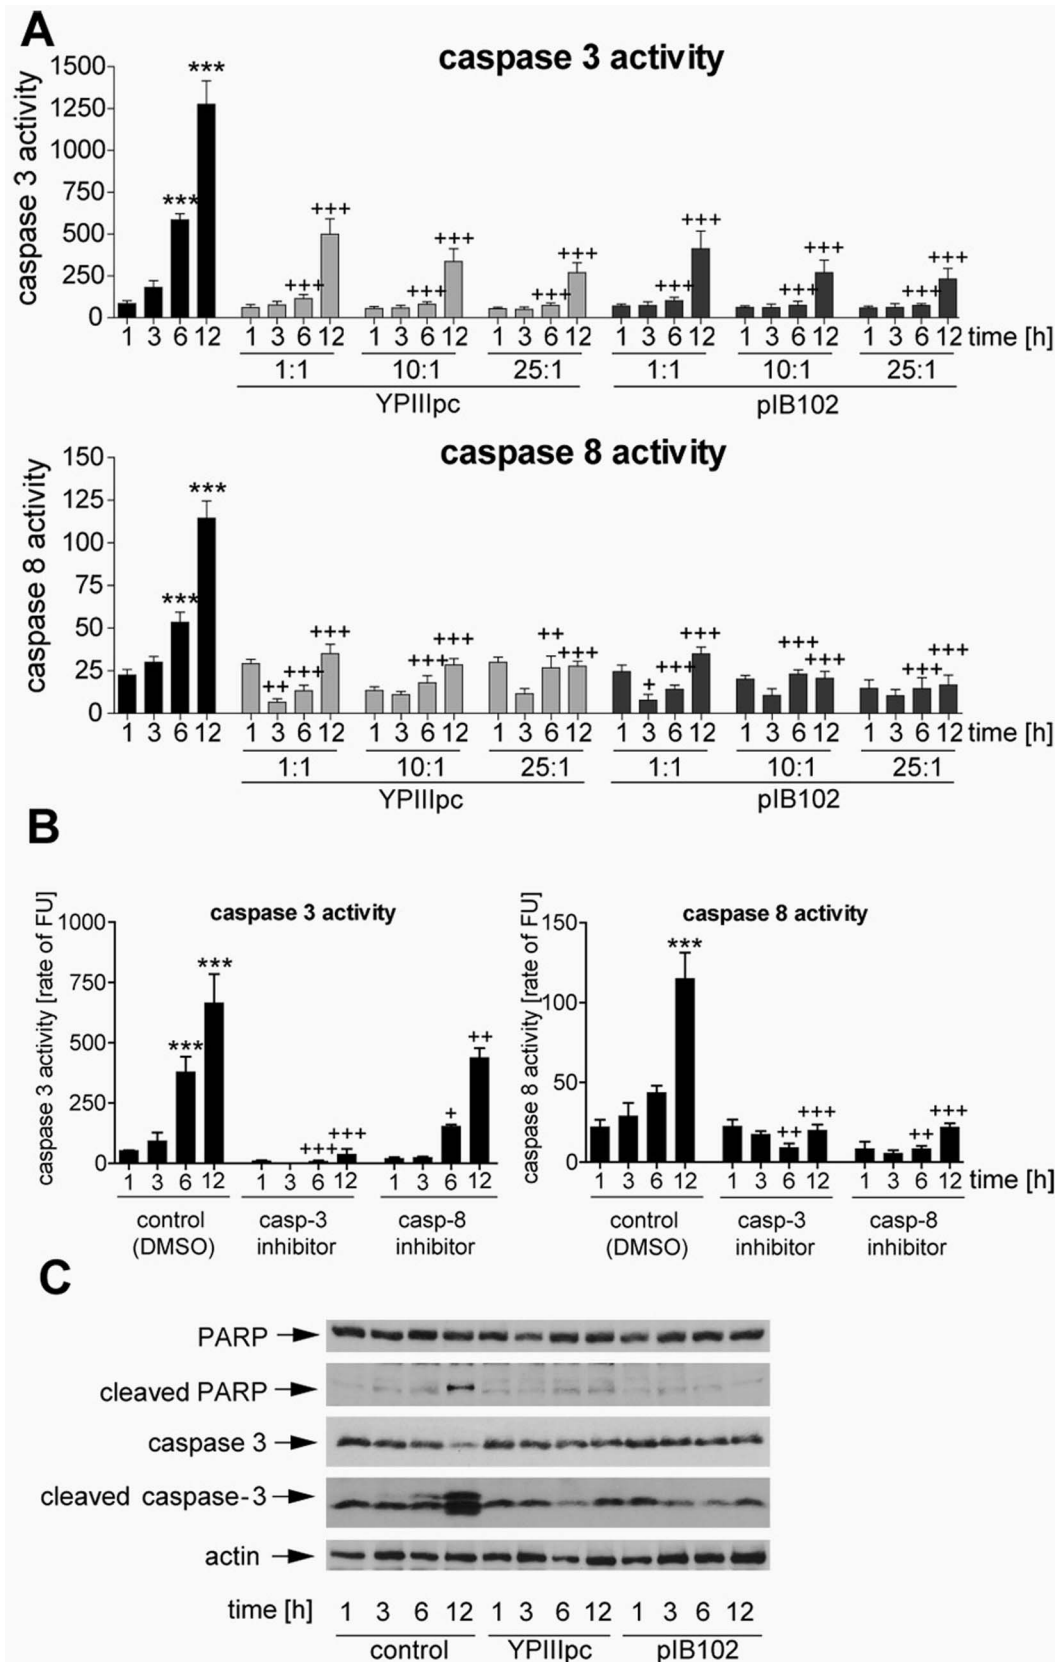 A
caspase 3 activity
caspase 3 activity
1500
1250
1000
750
500
250
0
***
***
+++
+++
+++
+++
+++
+++
+++
+++
+++
+++
+++
+++
1 3 6 12 1 3 6 12 1 3 6 12 1 3 6 12 1 3 6 12 1 3 6 12 1 3 6 12 time [h]
1:1 10:1 25:1 1:1 10:1 25:1
YPIIIpc pIB102
caspase 8 activity
caspase 8 activity
150
125
100
75
50
25
0
***
***
++
+++
+++
+++
+++
++
+++
+
+++
+++
+++
+++
+++
+++
1 3 6 12 1 3 6 12 1 3 6 12 1 3 6 12 1 3 6 12 1 3 6 12 1 3 6 12 time [h]
1:1 10:1 25:1 1:1 10:1 25:1
YPIIIpc pIB102
B
caspase 3 activity
caspase 3 activity [rate of FU]
1000
750
500
250
0
***
***
+++
+++
+
++
1 3 6 12 1 3 6 12 1 3 6 12
control (DMSO)
casp-3 inhibitor
casp-8 inhibitor
caspase 8 activity
caspase 8 activity [rate of FU]
150
100
50
0
***
++
+++
++
+++
1 3 6 12 1 3 6 12 1 3 6 12 time [h]
control (DMSO)
casp-3 inhibitor
casp-8 inhibitor
C
PARP
cleaved PARP
caspase 3
cleaved caspase-3
actin
time [h] 1 3 6 12 1 3 6 12 1 3 6 12
control YPIIIpc pIB102